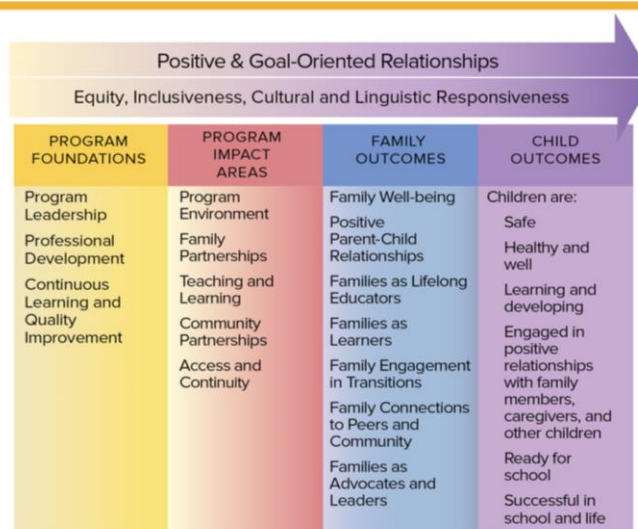 Positive & Goal-Oriented Relationships
Equity, Inclusiveness, Cultural and Linguistic Responsiveness
PROGRAM
FOUNDATIONS
Program
Leadership
Professional
Development
Continuous
Learning and
Quality
Improvement
PROGRAM
IMPACT
AREAS
Program
Environment
Family
Partnerships
Teaching and
Learning
Community
Partnerships
Access and
Continuity
FAMILY
OUTCOMES
Family Well-being
Positive
Parent-Child
Relationships
Families as Lifelong
Educators
Families as
Learners
Family Engagement
in Transitions
Family Connections
to Peers and
Community
Families as
Advocates and
Leaders
CHILD
OUTCOMES
Children are:
Safe
Healthy and
well
Learning and
developing
Engaged in
positive
relationships
with family
members,
caregivers, and
other children
Ready for
school
Successful in
school and life